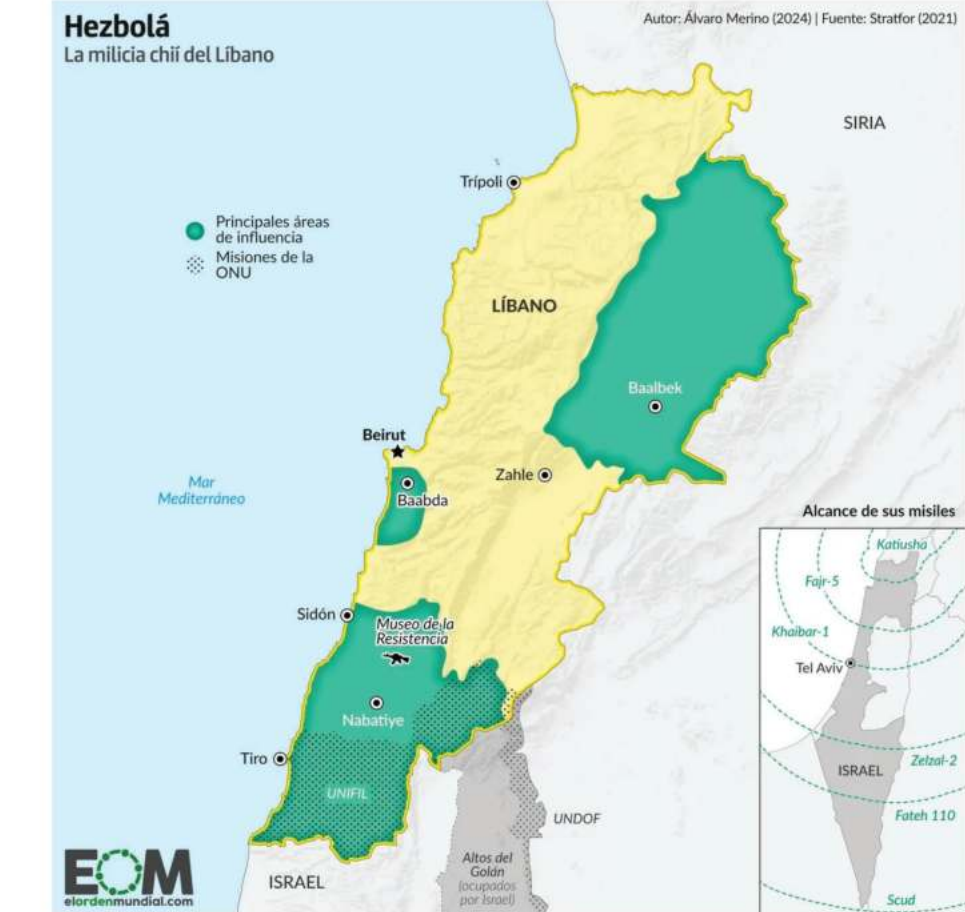 Hezbolá
La milicia chií del Líbano
Autor: Álvaro Merino (2024) | Fuente: Stratfor (2021)
SIRIA
Trípoli
Principales áreas
de influencia
Misiones de la
ONU
LÍBANO
Baalbek
Beirut
Zahle
Baabda
Mar
Mediterráneo
Alcance de sus misiles
Katiusha
Fajr-5
Khaibar-1
Tel Aviv
ISRAEL
Zelzal-2
Fateh 110
Scud
Sidón
Museo de la
Resistencia
Nabatiye
Tiro
UNIFIL
UNDOF
Altos del
Golán
(ocupados
por Israel)
ISRAEL
EOM
elordenmundial.com